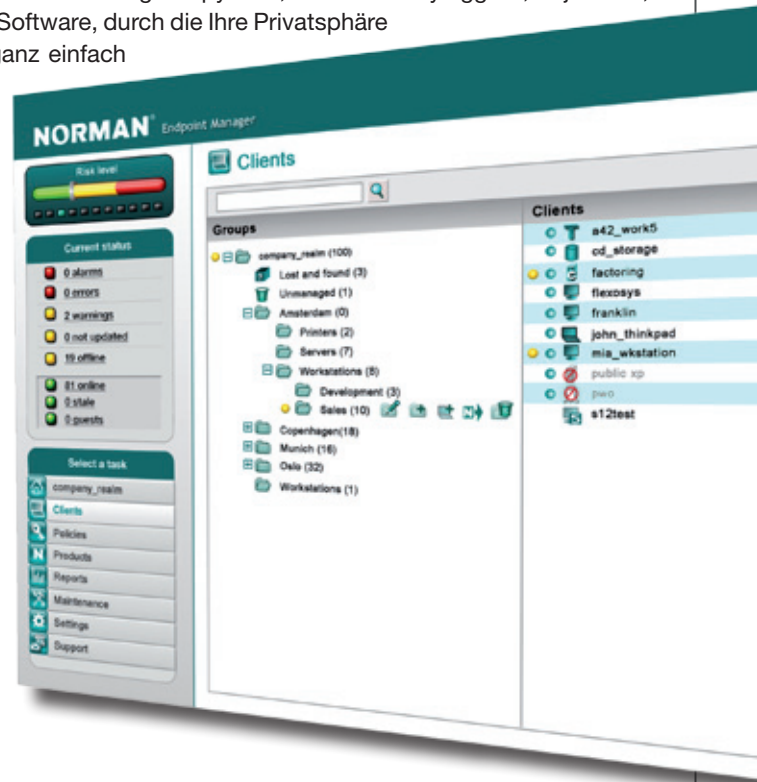 Software, durch die Ihre Privatsphäre
ganz einfach
NORMAN® Endpoint Manager
Risk level
Current status
0 alarms
0 errors
2 warnings
0 not updated
19 offline
81 online
0 stale
0 guests
Select a task
company_realm
Clients
Policies
Products
Reports
Maintenance
Settings
Support
Clients
Groups
company_realm (100)
Lost and found (3)
Unmanaged (1)
Amsterdam (0)
Printers (2)
Servers (7)
Workstations (8)
Development (3)
Sales (10)
Copenhagen(18)
Munich (16)
Oslo (32)
Workstations (1)
Clients
a42_work5
cd_storage
factoring
flexosys
franklin
john_thinkpad
mia_wkstation
public xp
pwo
s12test